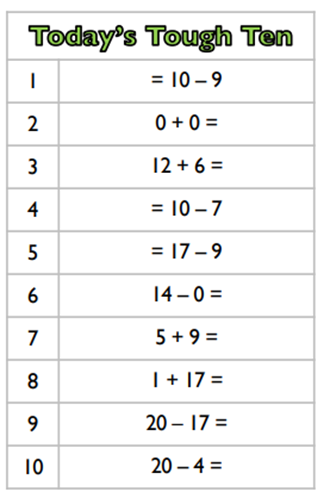 Today's Tough Ten
1 = 10 – 9
2 0 + 0 =
3 12 + 6 =
4 = 10 – 7
5 = 17 – 9
6 14 – 0 =
7 5 + 9 =
8 1 + 17 =
9 20 – 17 =
10 20 – 4 =